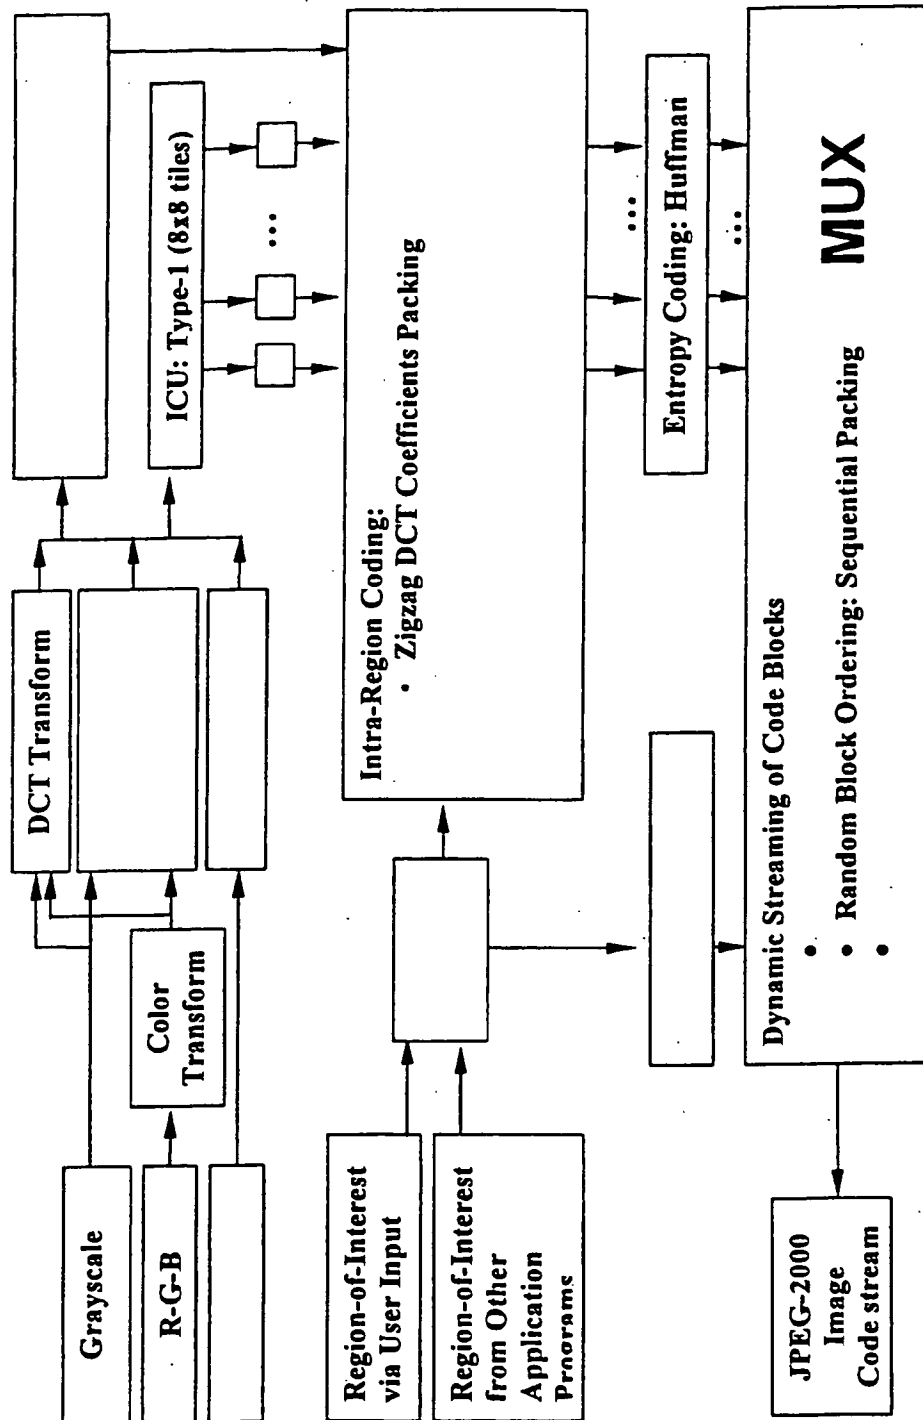 Grayscale
R-G-B
Color
Transform
DCT Transform
ICU: Type-1 (8x8 tiles)
...
Region-of-Interest
via User Input
Region-of-Interest
from Other
Application
Programs
Intra-Region Coding:
• Zigzag DCT Coefficients Packing
...
Entropy Coding: Huffman
...
Dynamic Streaming of Code Blocks
•
• Random Block Ordering: Sequential Packing
•
MUX
JPEG-2000
Image
Code stream